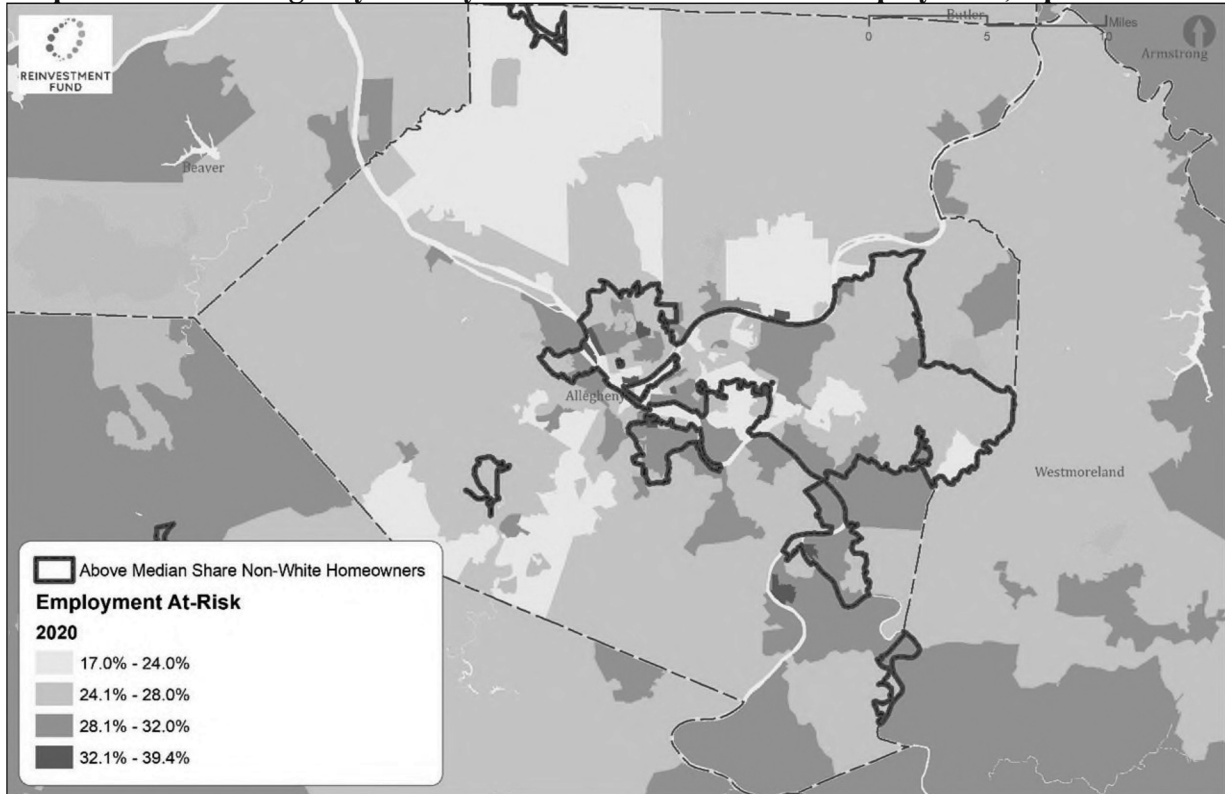 Butler
Miles
0 5 10
Armstrong
REINVESTMENT
FUND
Beaver
Allegheny
Westmoreland
Above Median Share Non-White Homeowners
Employment At-Risk
2020
17.0% - 24.0%
24.1% - 28.0%
28.1% - 32.0%
32.1% - 39.4%